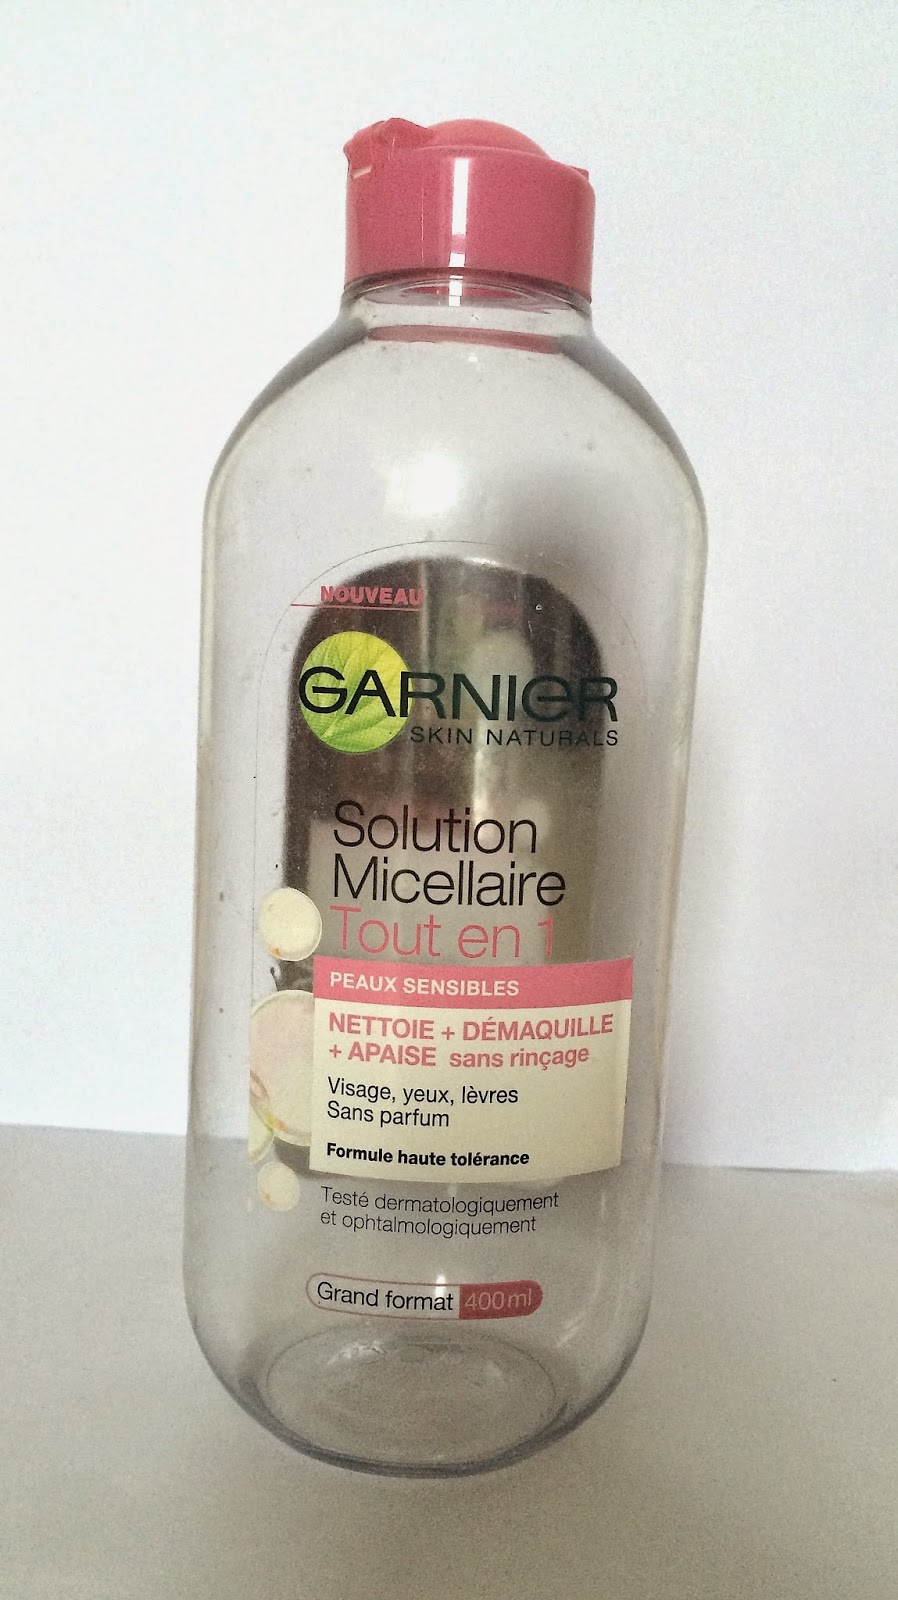 NOUVEAU
GARNIER
SKIN NATURALS
Solution
Micellaire
Tout en 1
PEAUX SENSIBLES
NETTOIE + DÉMAQUILLE
+ APAISE sans rinçage
Visage, yeux, lèvres
Sans parfum
Formule haute tolérance
Testé dermatologiquement
et ophtalmologiquement
Grand format 400ml